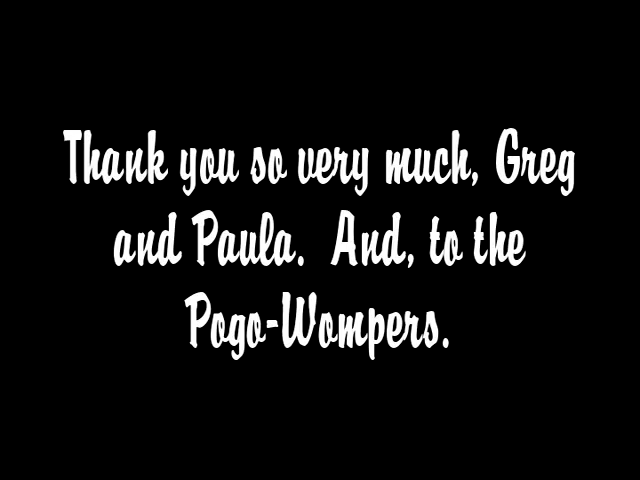 Thank you so very much, Greg
and Paula.  And, to the
Pogo-Wompers.